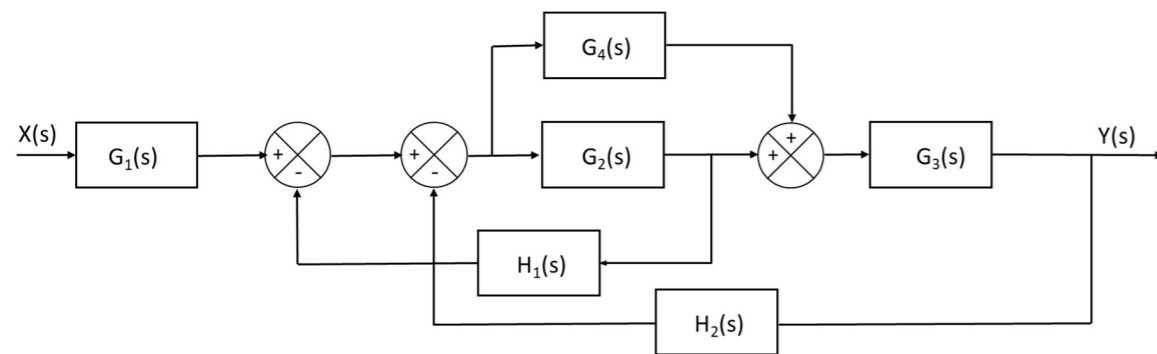 G₄(s)
X(s)
G₁(s)
+
-
+
-
G₂(s)
+
+
G₃(s)
Y(s)
H₁(s)
H₂(s)